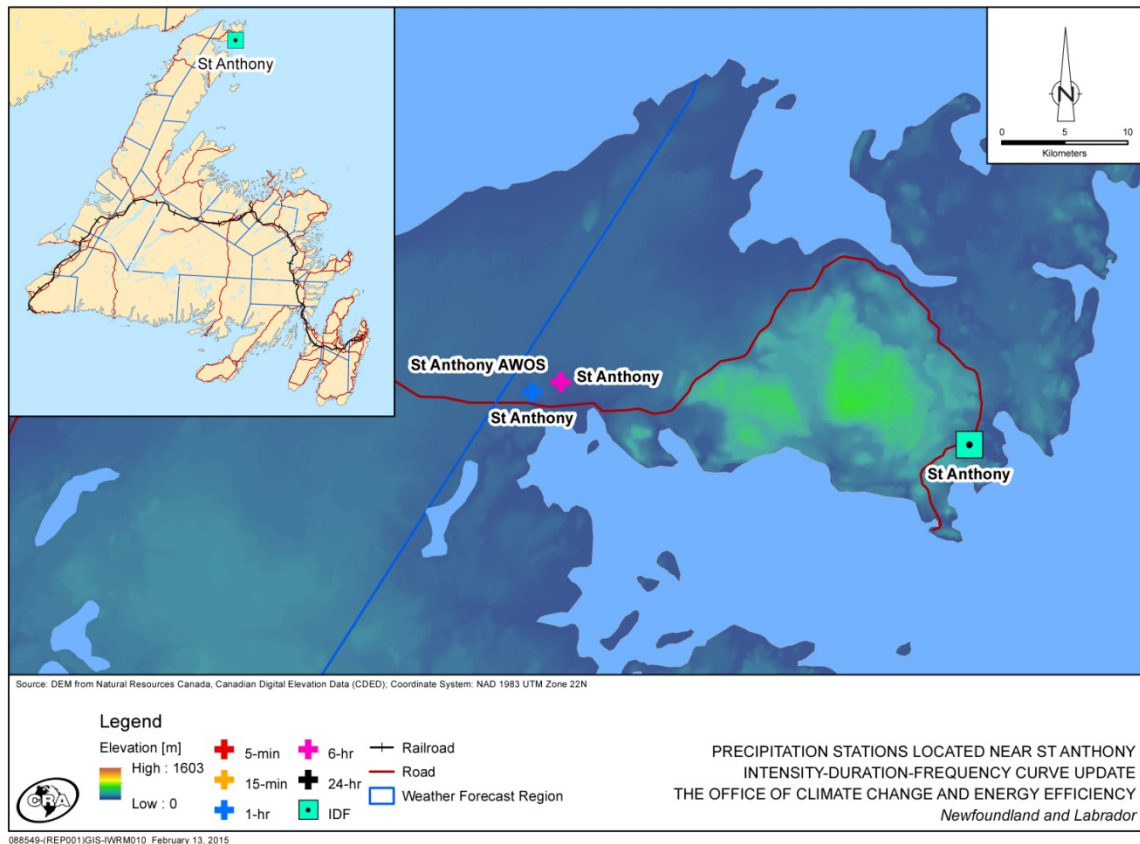 St Anthony
N
0 5 10
Kilometers
St Anthony AWOS
St Anthony
St Anthony
St Anthony
Source: DEM from Natural Resources Canada, Canadian Digital Elevation Data (CDED); Coordinate System: NAD 1983 UTM Zone 22N
Legend
Elevation [m]
High : 1603
Low : 0
5-min
15-min
1-hr
6-hr
24-hr
IDF
Railroad
Road
Weather Forecast Region
CRA
PRECIPITATION STATIONS LOCATED NEAR ST ANTHONY
INTENSITY-DURATION-FREQUENCY CURVE UPDATE
THE OFFICE OF CLIMATE CHANGE AND ENERGY EFFICIENCY
Newfoundland and Labrador
088549-(REP001)GIS-IWRM010 February 13, 2015